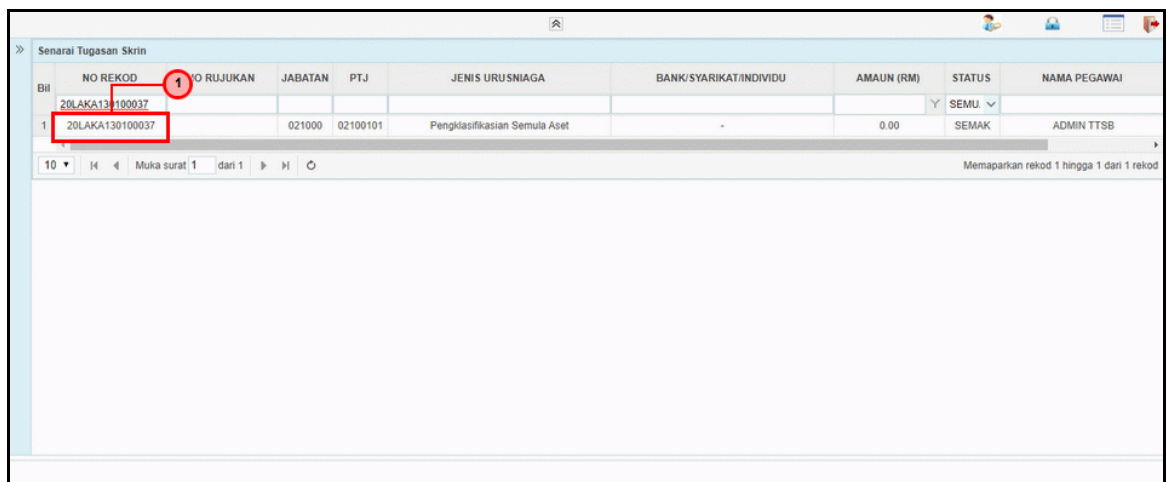 Senarai Tugasan Skrin
Bil NO REKOD O RUJUKAN JABATAN PTJ JENIS URUSNIAGA BANK/SYARIKAT/INDIVIDU AMAUN (RM) STATUS NAMA PEGAWAI
1
20LAKA130100037 SEMU.
1 20LAKA130100037 021000 02100101 Pengklasifikasian Semula Aset - 0.00 SEMAK ADMIN TTSB
10 Muka surat 1 dari 1 Memaparkan rekod 1 hingga 1 dari 1 rekod